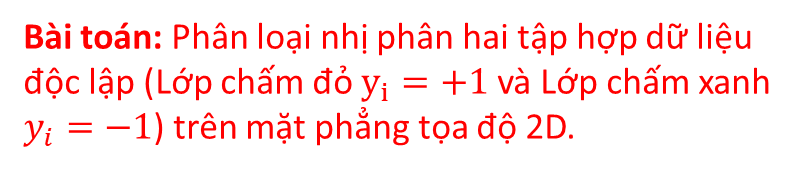 Bài toán: Phân loại nhị phân hai tập hợp dữ liệu
độc lập (Lớp chấm đỏ yᵢ = +1 và Lớp chấm xanh
𝑦ᵢ = −1) trên mặt phẳng tọa độ 2D.